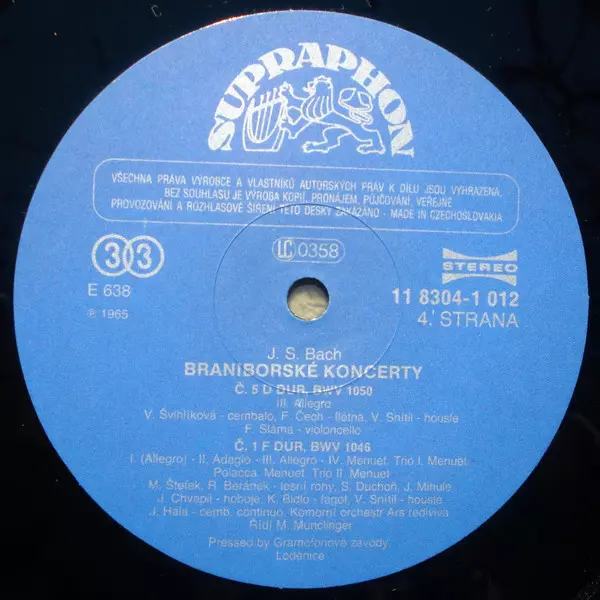 SUPRAPHON
VŠECHNA PRÁVA VÝROBCE A VLASTNÍKŮ AUTORSKÝCH PRÁV K DÍLU JSOU VYHRAZENA.
BEZ SOUHLASU JE VÝROBA KOPIÍ, PRONÁJEM, PŮJČOVÁNÍ, VEŘEJNÉ
PROVOZOVÁNÍ A ROZHLASOVÉ ŠÍŘENÍ TÉTO DESKY ZAKÁZÁNO - MADE IN CZECHOSLOVAKIA
33
LC 0358
STEREO
E 638
11 8304-1 012
℗ 1965
4. STRANA
J. S. Bach
BRANIBORSKÉ KONCERTY
Č. 5 D DUR, BWV 1050
III. Allegro
V. Švihlíková - cembalo, F. Čech - flétna, V. Snítil - housle
F. Sláma - violoncello
Č. 1 F DUR, BWV 1046
I. (Allegro) - II. Adagio - III. Allegro - IV. Menuet, Trio I, Menuet
Polacca, Menuet, Trio II, Menuet
M. Štefek, R. Beránek - lesní rohy, S. Duchoň, J. Mihule
J. Chvapil - hoboje, K. Bidlo - fagot, V. Snítil - housle
J. Hála - cemb. continuo, Komorní orchestr Ars rediviva
Řídí M. Munclinger
Pressed by Gramofonové závody,
Loděnice